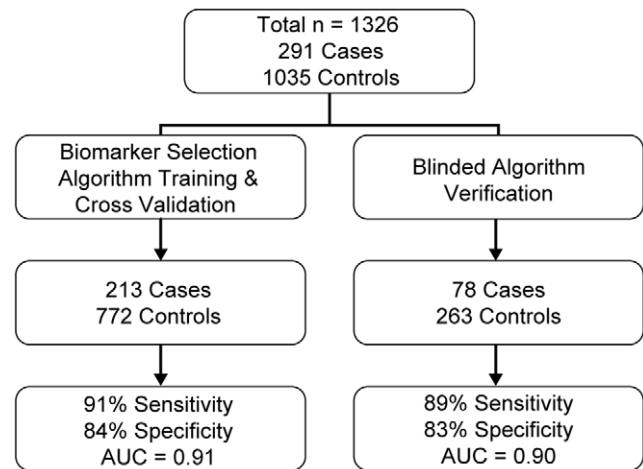 Total n = 1326
291 Cases
1035 Controls
Biomarker Selection
Algorithm Training &
Cross Validation
Blinded Algorithm
Verification
213 Cases
772 Controls
78 Cases
263 Controls
91% Sensitivity
84% Specificity
AUC = 0.91
89% Sensitivity
83% Specificity
AUC = 0.90